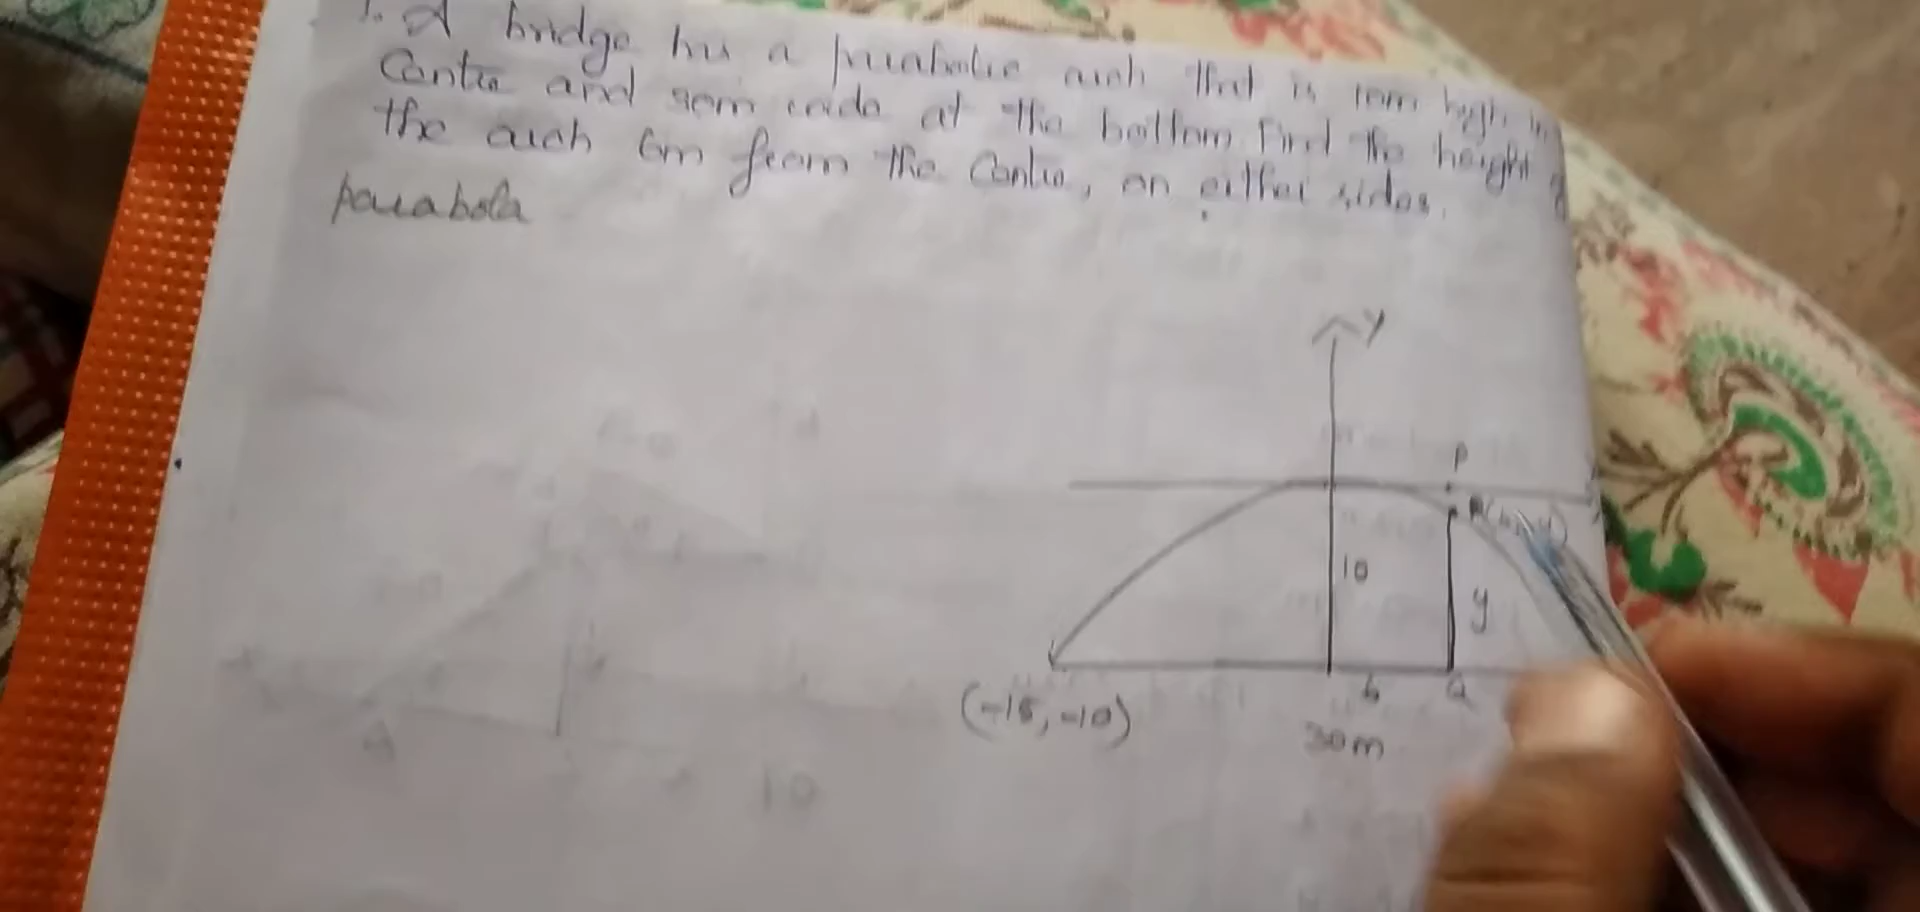 1. A bridge has a parabolic arch that is 10m high in
Centre and 30m wide at the bottom. Find the height of
the arch 6m from the Centre, on either sides.
parabola
y
P
10
y
6
Q
(-15, -10)
30m
10